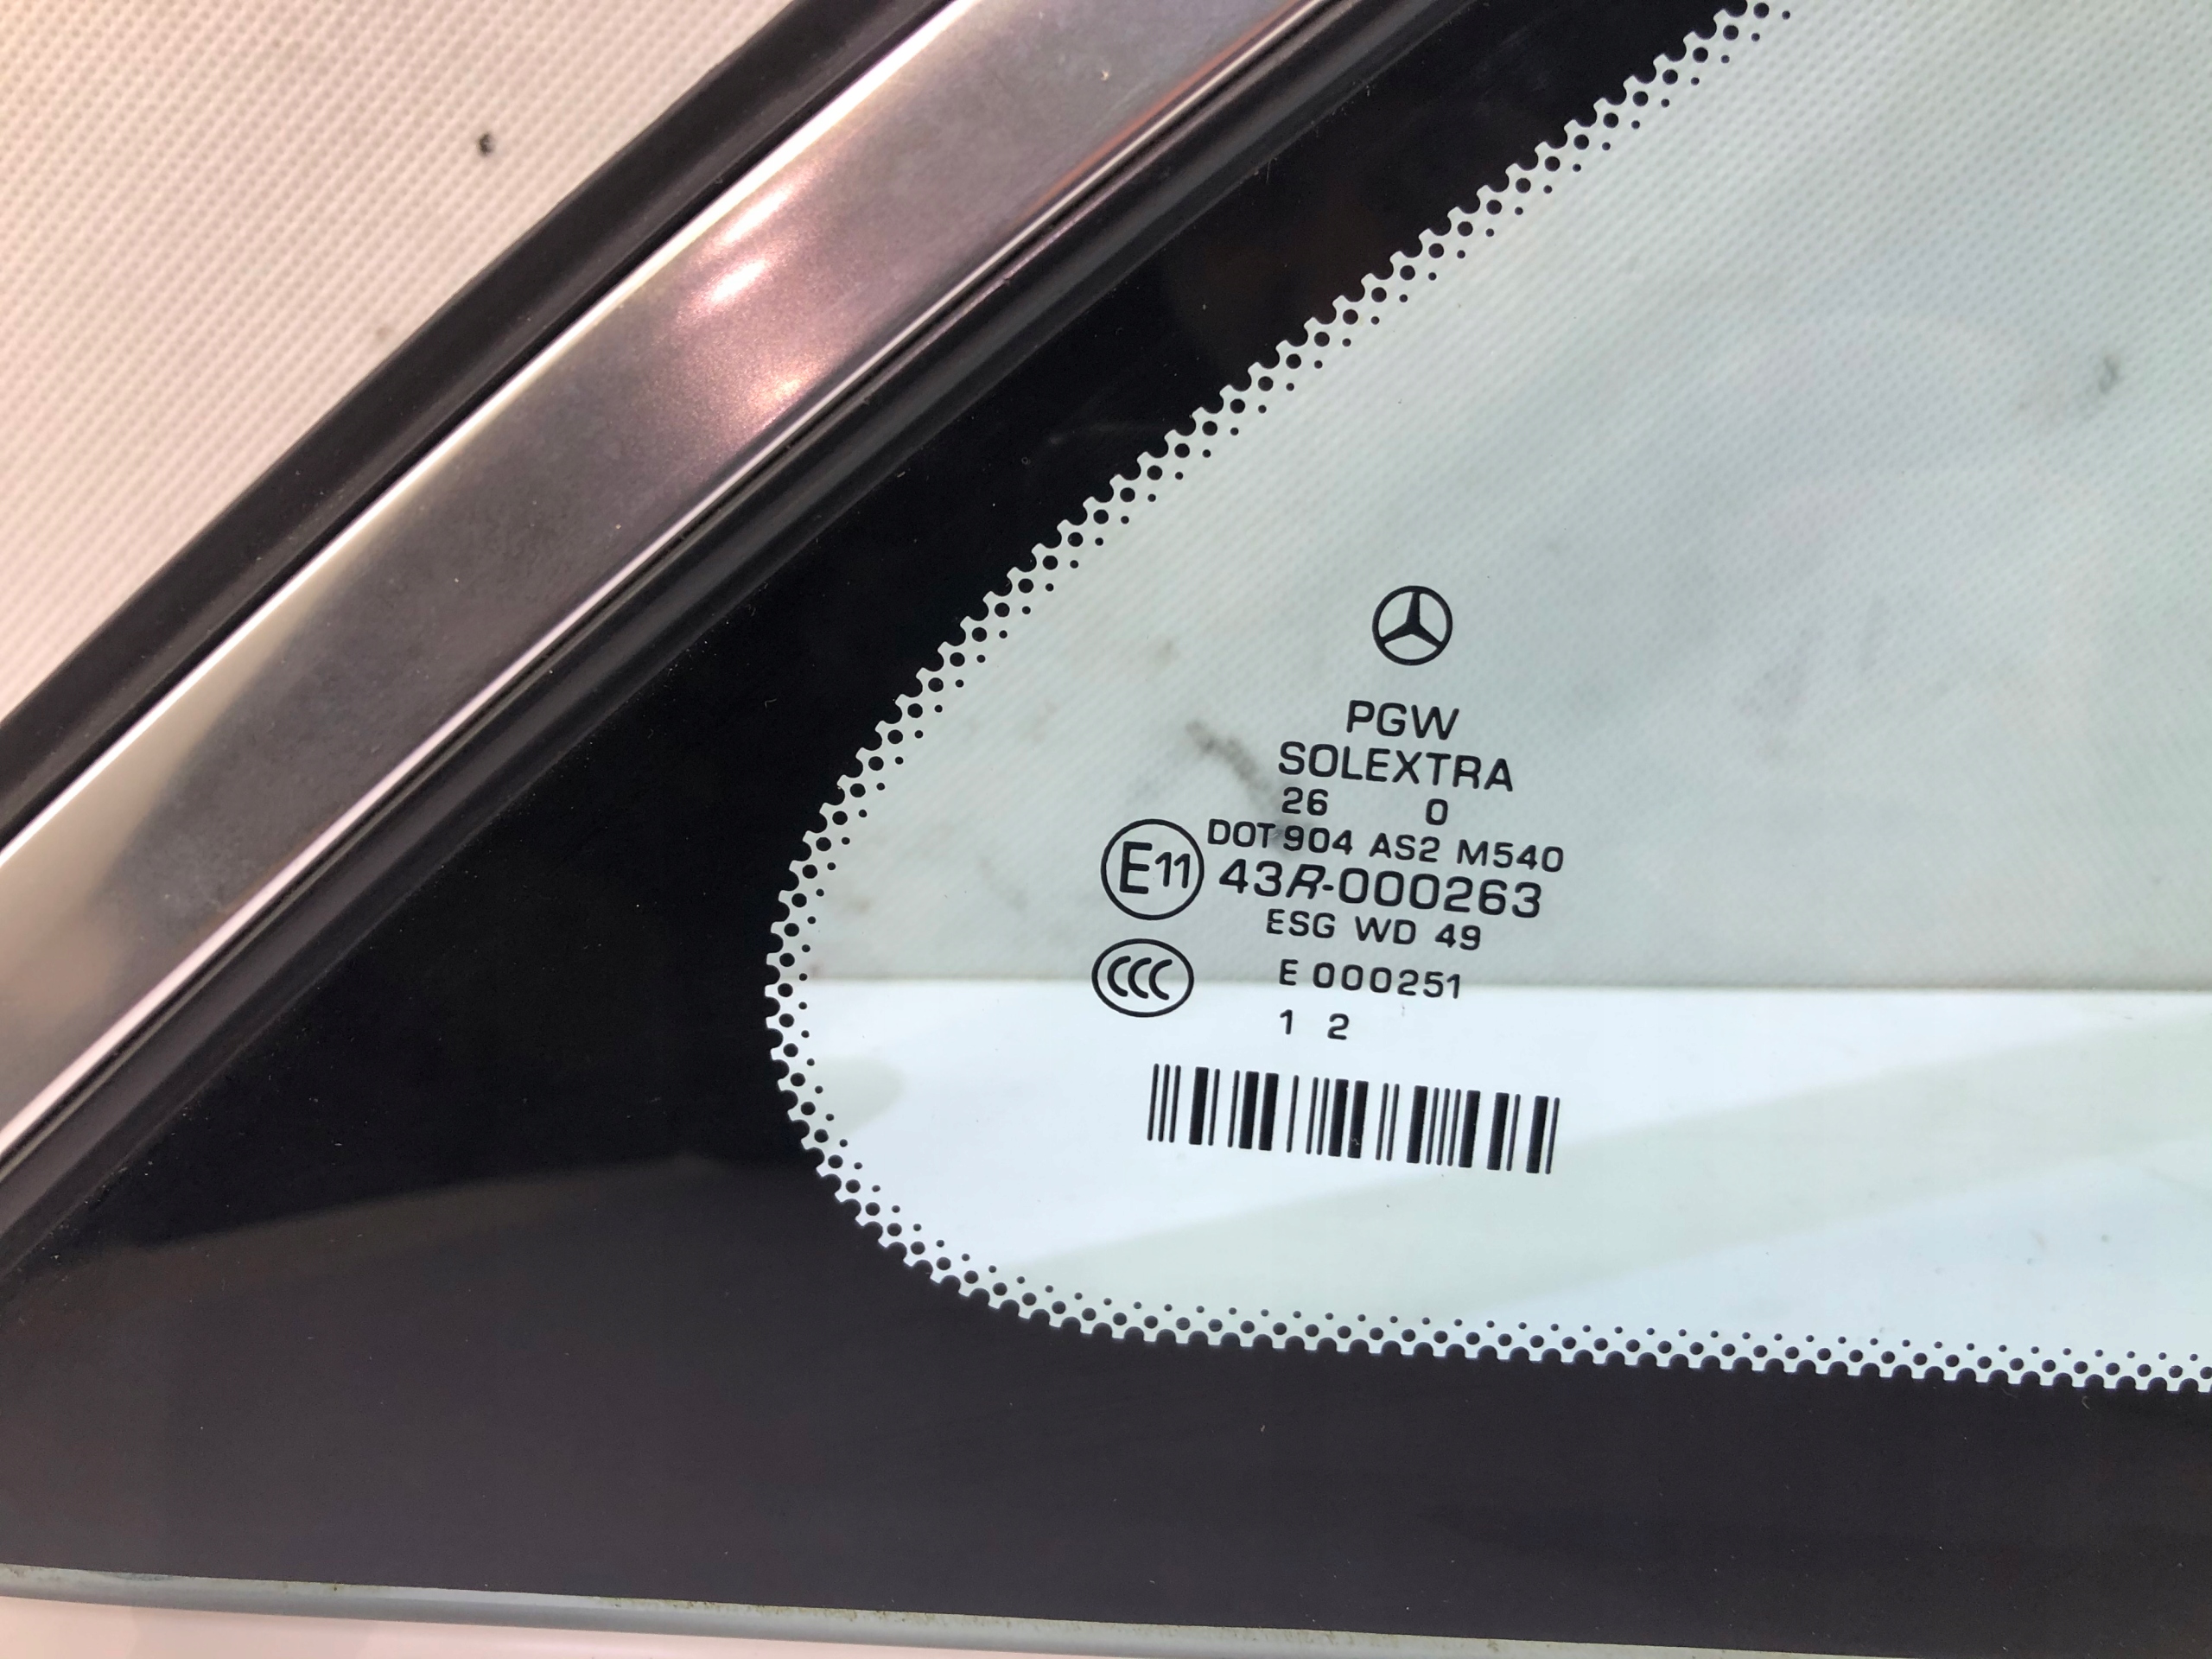 PGW
SOLEXTRA
26 0
DOT 904 AS2 M540
E11 43R-000263
ESG WD 49
CCC E 000251
1 2